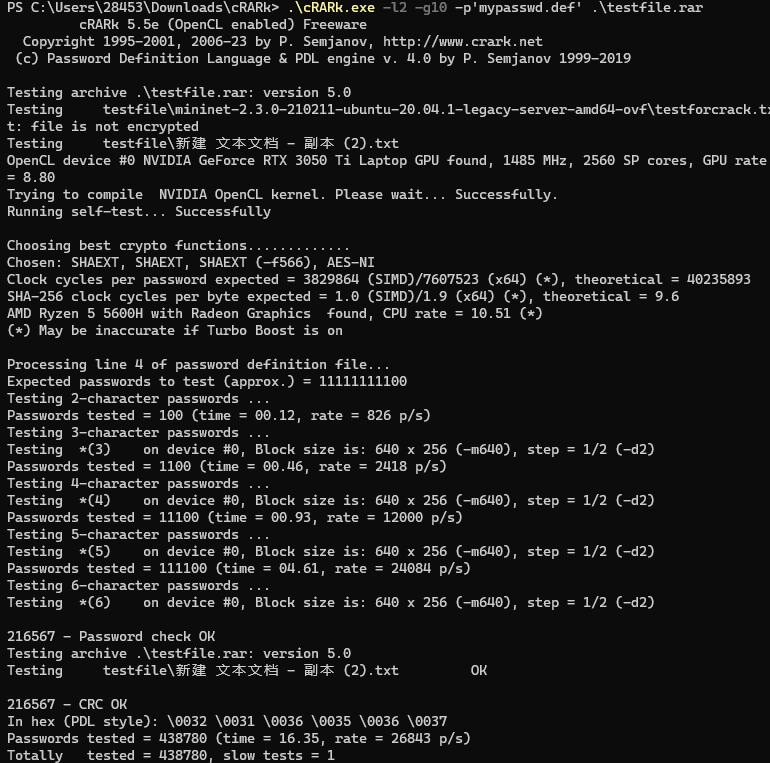 PS C:\Users\28453\Downloads\cRARk> .\cRARk.exe -l2 -g10 -p'mypasswd.def' .\testfile.rar
cRARk 5.5e (OpenCL enabled) Freeware
Copyright 1995-2001, 2006-23 by P. Semjanov, http://www.crark.net
(c) Password Definition Language & PDL engine v. 4.0 by P. Semjanov 1999-2019
Testing archive .\testfile.rar: version 5.0
Testing testfile\mininet-2.3.0-210211-ubuntu-20.04.1-legacy-server-amd64-ovf\testforcrack.tx
t: file is not encrypted
Testing testfile\新建 文本文档 - 副本 (2).txt
OpenCL device #0 NVIDIA GeForce RTX 3050 Ti Laptop GPU found, 1485 MHz, 2560 SP cores, GPU rate
= 8.80
Trying to compile NVIDIA OpenCL kernel. Please wait... Successfully.
Running self-test... Successfully
Choosing best crypto functions.............
Chosen: SHAEXT, SHAEXT, SHAEXT (-f566), AES-NI
Clock cycles per password expected = 3829864 (SIMD)/7607523 (x64) (*), theoretical = 40235893
SHA-256 clock cycles per byte expected = 1.0 (SIMD)/1.9 (x64) (*), theoretical = 9.6
AMD Ryzen 5 5600H with Radeon Graphics found, CPU rate = 10.51 (*)
(*) May be inaccurate if Turbo Boost is on
Processing line 4 of password definition file...
Expected passwords to test (approx.) = 11111111100
Testing 2-character passwords ...
Passwords tested = 100 (time = 00.12, rate = 826 p/s)
Testing 3-character passwords ...
Testing *(3) on device #0, Block size is: 640 x 256 (-m640), step = 1/2 (-d2)
Passwords tested = 1100 (time = 00.46, rate = 2418 p/s)
Testing 4-character passwords ...
Testing *(4) on device #0, Block size is: 640 x 256 (-m640), step = 1/2 (-d2)
Passwords tested = 11100 (time = 00.93, rate = 12000 p/s)
Testing 5-character passwords ...
Testing *(5) on device #0, Block size is: 640 x 256 (-m640), step = 1/2 (-d2)
Passwords tested = 111100 (time = 04.61, rate = 24084 p/s)
Testing 6-character passwords ...
Testing *(6) on device #0, Block size is: 640 x 256 (-m640), step = 1/2 (-d2)
216567 - Password check OK
Testing archive .\testfile.rar: version 5.0
Testing testfile\新建 文本文档 - 副本 (2).txt OK
216567 - CRC OK
In hex (PDL style): \0032 \0031 \0036 \0035 \0036 \0037
Passwords tested = 438780 (time = 16.35, rate = 26843 p/s)
Totally tested = 438780, slow tests = 1